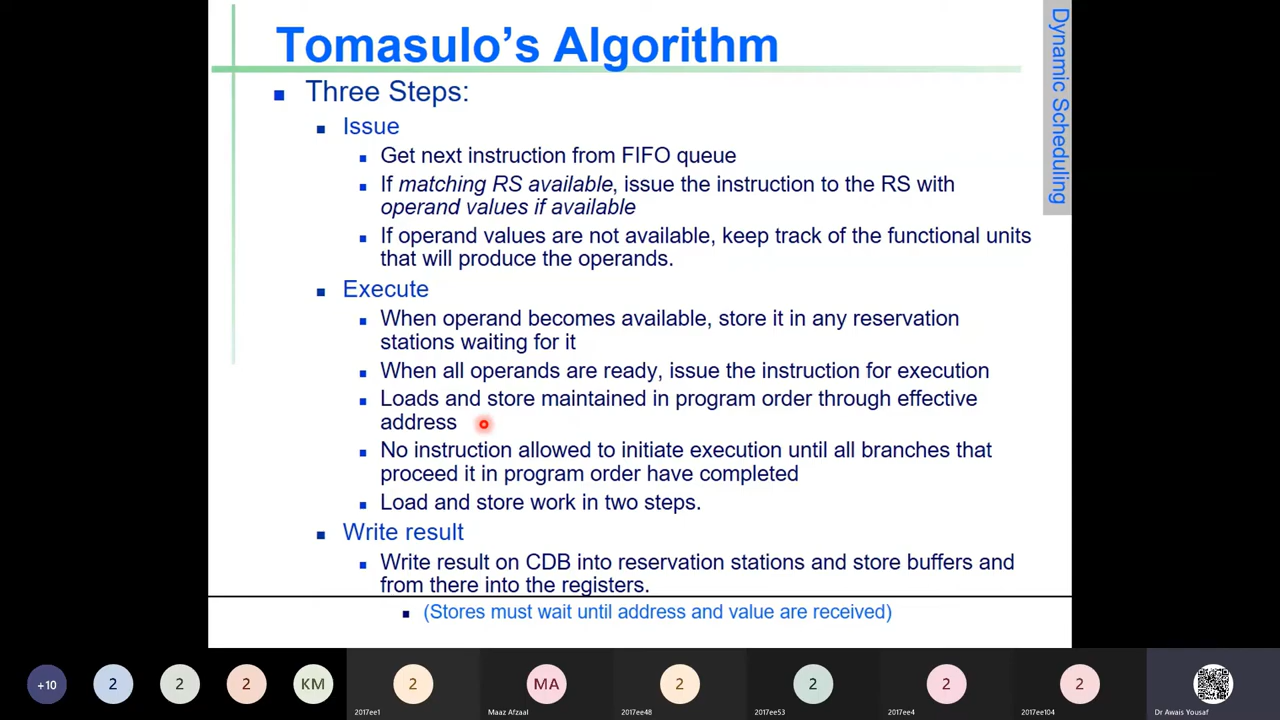 Tomasulo's Algorithm
Dynamic Scheduling
Three Steps:
Issue
Get next instruction from FIFO queue
If matching RS available, issue the instruction to the RS with
operand values if available
If operand values are not available, keep track of the functional units
that will produce the operands.
Execute
When operand becomes available, store it in any reservation
stations waiting for it
When all operands are ready, issue the instruction for execution
Loads and store maintained in program order through effective
address
No instruction allowed to initiate execution until all branches that
proceed it in program order have completed
Load and store work in two steps.
Write result
Write result on CDB into reservation stations and store buffers and
from there into the registers.
(Stores must wait until address and value are received)
+10
2
2
2
KM
2
MA
2
2
2
2
2017ee1
Maaz Afzaal
2017ee48
2017ee53
2017ee4
2017ee104
Dr Awais Yousaf